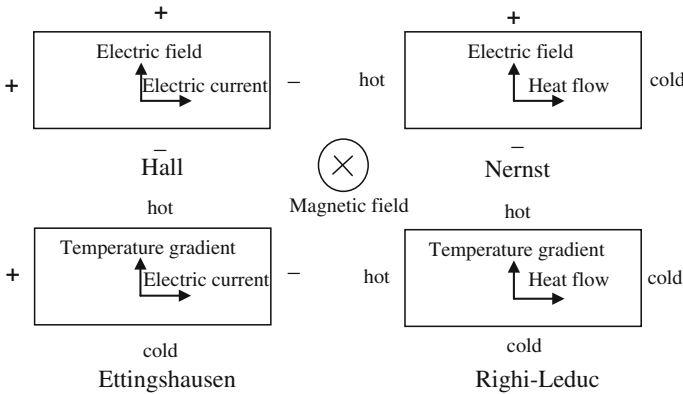 +
Electric field
+ Electric current −
−
Hall
+
Electric field
hot Heat flow cold
−
Nernst
Magnetic field
hot
Temperature gradient
+ Electric current −
cold
Ettingshausen
hot
Temperature gradient
hot Heat flow cold
cold
Righi-Leduc